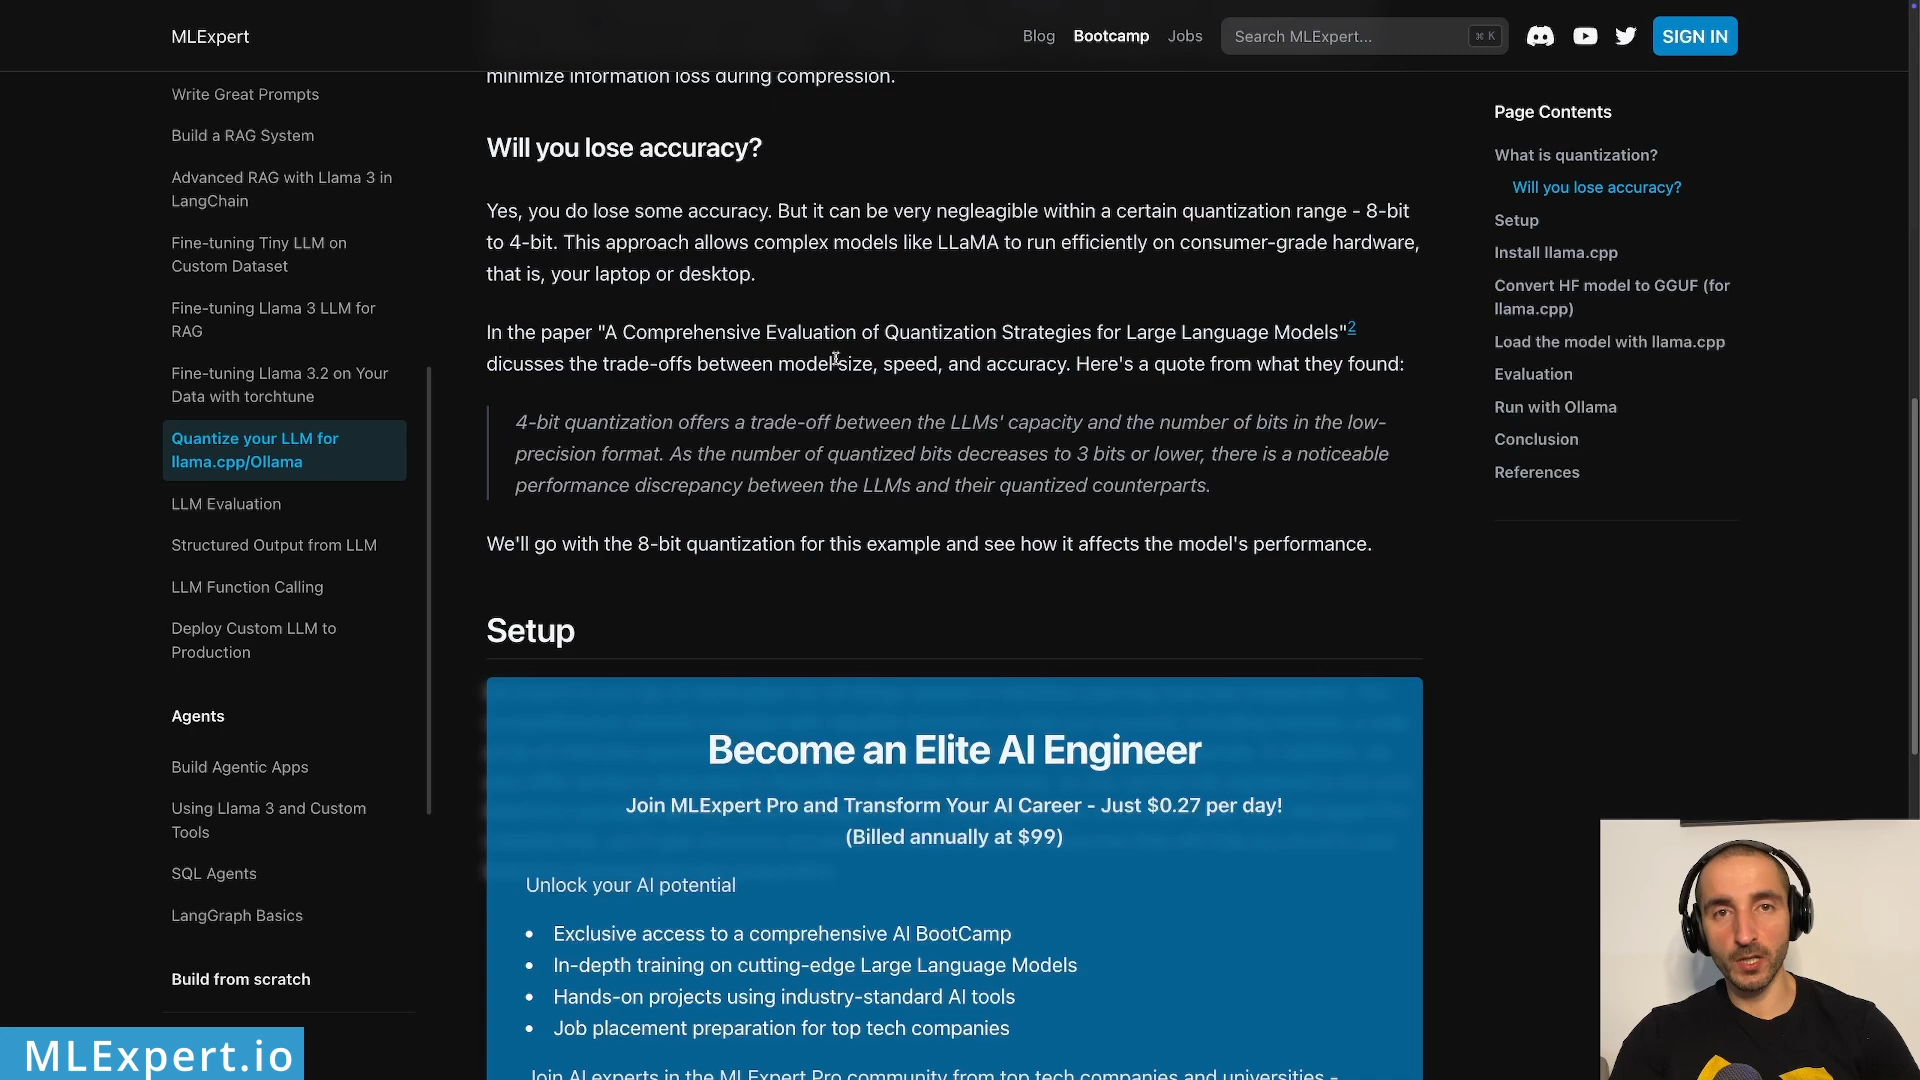 MLExpert
Blog
Bootcamp
Jobs
Search MLExpert...
⌘ K
SIGN IN
Write Great Prompts
Build a RAG System
Advanced RAG with Llama 3 in
LangChain
Fine-tuning Tiny LLM on
Custom Dataset
Fine-tuning Llama 3 LLM for
RAG
Fine-tuning Llama 3.2 on Your
Data with torchtune
Quantize your LLM for
llama.cpp/Ollama
LLM Evaluation
Structured Output from LLM
LLM Function Calling
Deploy Custom LLM to
Production
Agents
Build Agentic Apps
Using Llama 3 and Custom
Tools
SQL Agents
LangGraph Basics
Build from scratch
minimize information loss during compression.
Will you lose accuracy?
Yes, you do lose some accuracy. But it can be very negleagible within a certain quantization range - 8-bit
to 4-bit. This approach allows complex models like LLaMA to run efficiently on consumer-grade hardware,
that is, your laptop or desktop.
In the paper "A Comprehensive Evaluation of Quantization Strategies for Large Language Models"2
dicusses the trade-offs between model size, speed, and accuracy. Here's a quote from what they found:
4-bit quantization offers a trade-off between the LLMs' capacity and the number of bits in the low-
precision format. As the number of quantized bits decreases to 3 bits or lower, there is a noticeable
performance discrepancy between the LLMs and their quantized counterparts.
We'll go with the 8-bit quantization for this example and see how it affects the model's performance.
Setup
Become an Elite AI Engineer
Join MLExpert Pro and Transform Your AI Career - Just $0.27 per day!
(Billed annually at $99)
Unlock your AI potential
• Exclusive access to a comprehensive AI BootCamp
• In-depth training on cutting-edge Large Language Models
• Hands-on projects using industry-standard AI tools
• Job placement preparation for top tech companies
Join AI experts in the MLExpert Pro community from top tech companies and universities -
Page Contents
What is quantization?
Will you lose accuracy?
Setup
Install llama.cpp
Convert HF model to GGUF (for
llama.cpp)
Load the model with llama.cpp
Evaluation
Run with Ollama
Conclusion
References
MLExpert.io